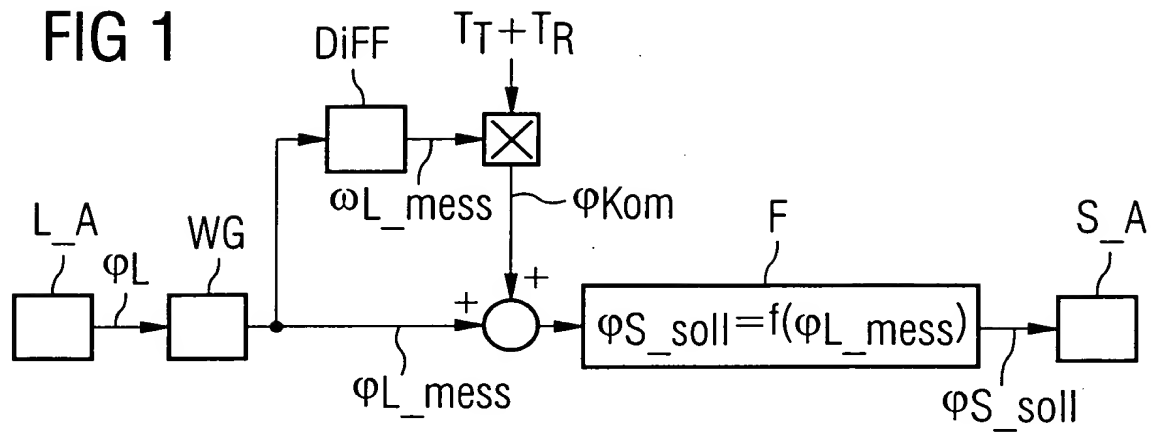 FIG 1
DiFF
TT+TR
ωL_mess
φKom
L_A
φL
WG
F
S_A
+
+
φS_soll=f(φL_mess)
φL_mess
φS_soll